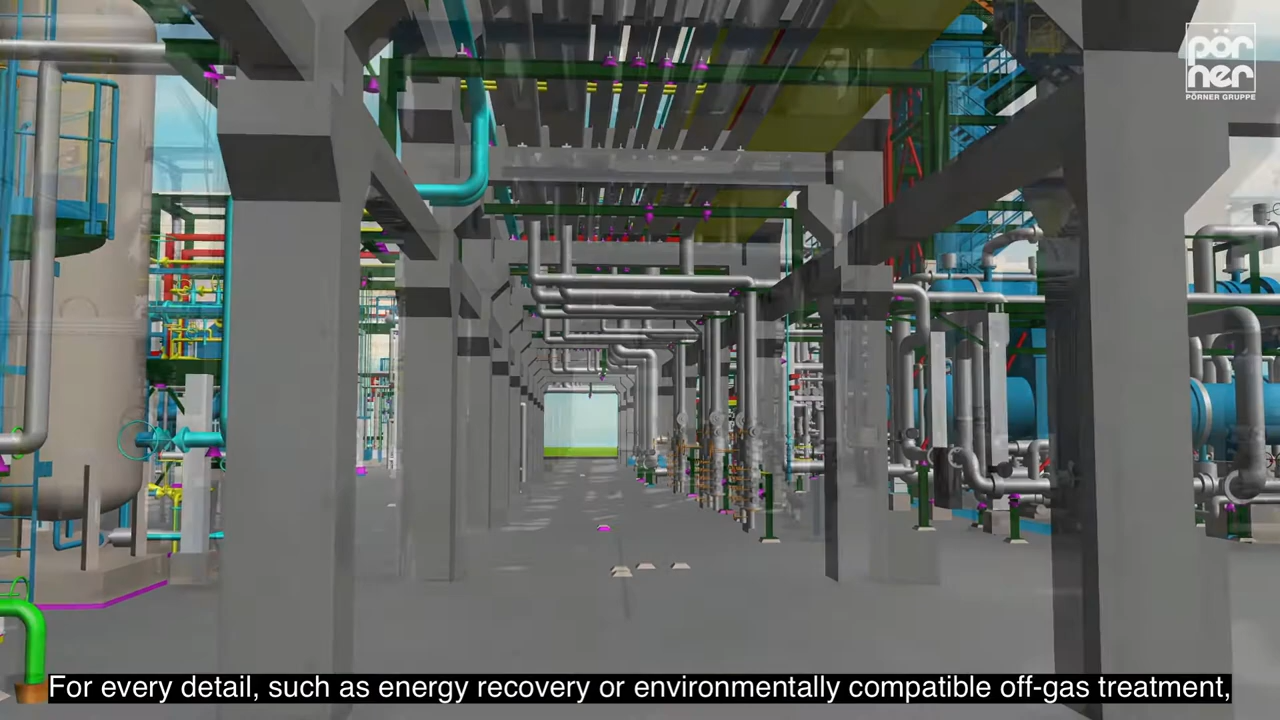 pör
ner
PÖRNER GRUPPE
For every detail, such as energy recovery or environmentally compatible off-gas treatment,